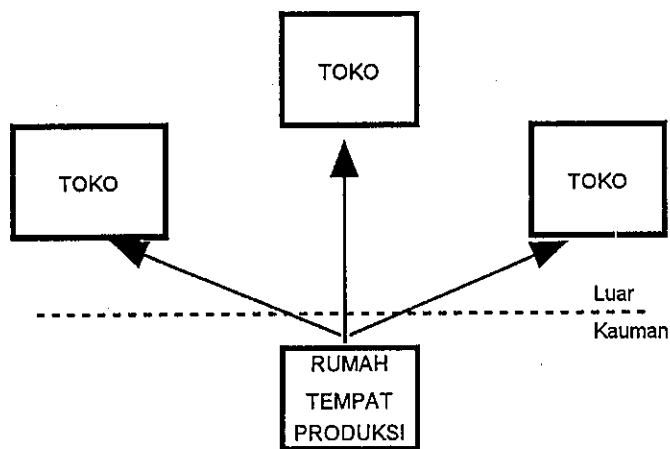 TOKO
TOKO
TOKO
Luar
Kauman
RUMAH
TEMPAT
PRODUKSI